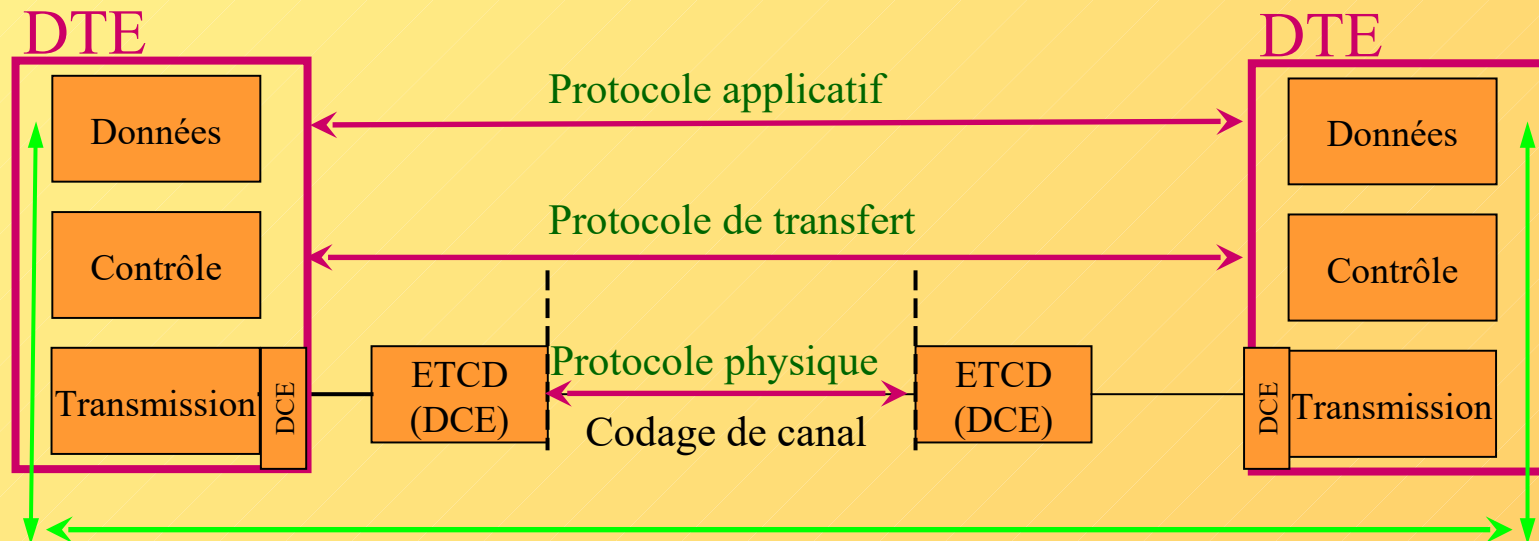 DTE
DTE
Protocole applicatif
Données
Données
Protocole de transfert
Contrôle
Contrôle
Transmission
DCE
ETCD
(DCE)
Protocole physique
Codage de canal
ETCD
(DCE)
DCE
Transmission